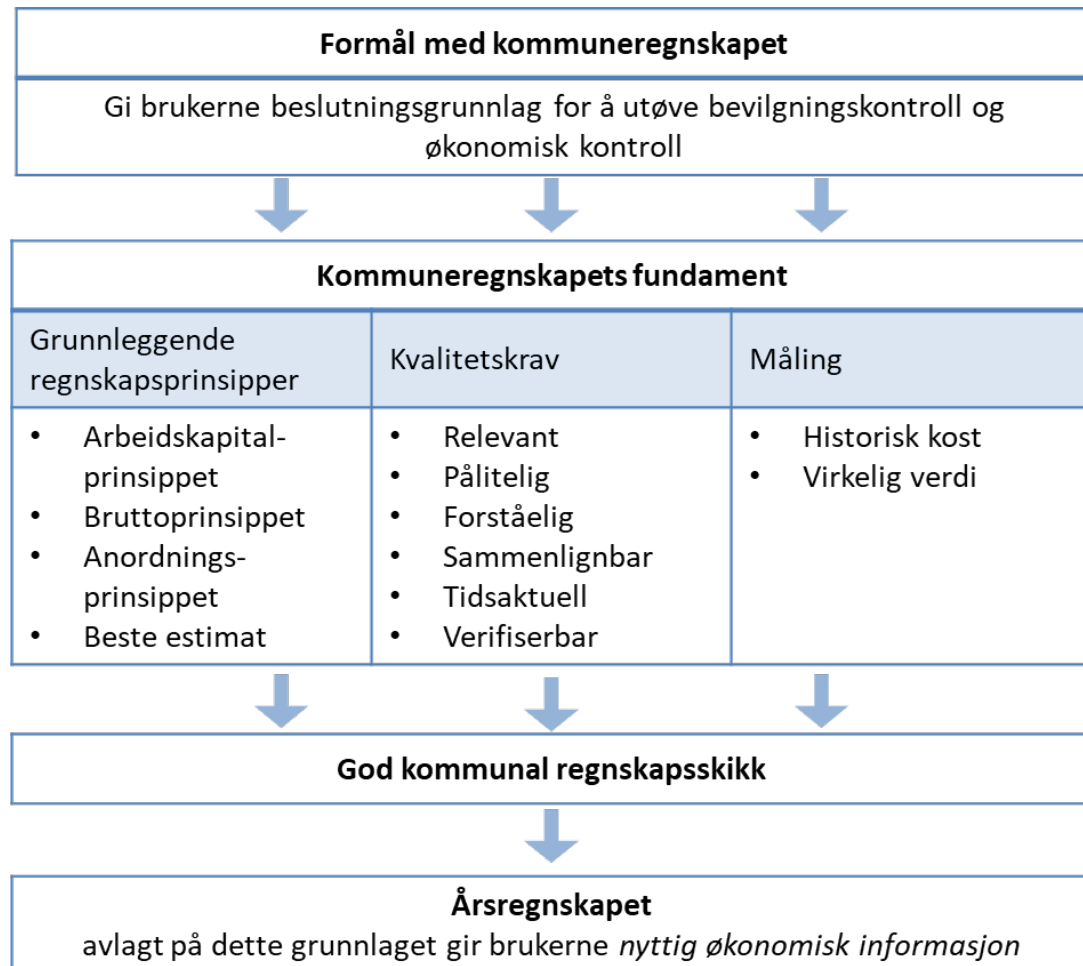 Formål med kommuneregnskapet
Gi brukerne beslutningsgrunnlag for å utøve bevilgningskontroll og
økonomisk kontroll
Kommuneregnskapets fundament
Grunnleggende
regnskapsprinsipper
• Arbeidskapital-
prinsippet
• Bruttoprinsippet
• Anordnings-
prinsippet
• Beste estimat
Kvalitetskrav
• Relevant
• Pålitelig
• Forståelig
• Sammenlignbar
• Tidsaktuell
• Verifiserbar
Måling
• Historisk kost
• Virkelig verdi
God kommunal regnskapsskikk
Årsregnskapet
avlagt på dette grunnlaget gir brukerne nyttig økonomisk informasjon